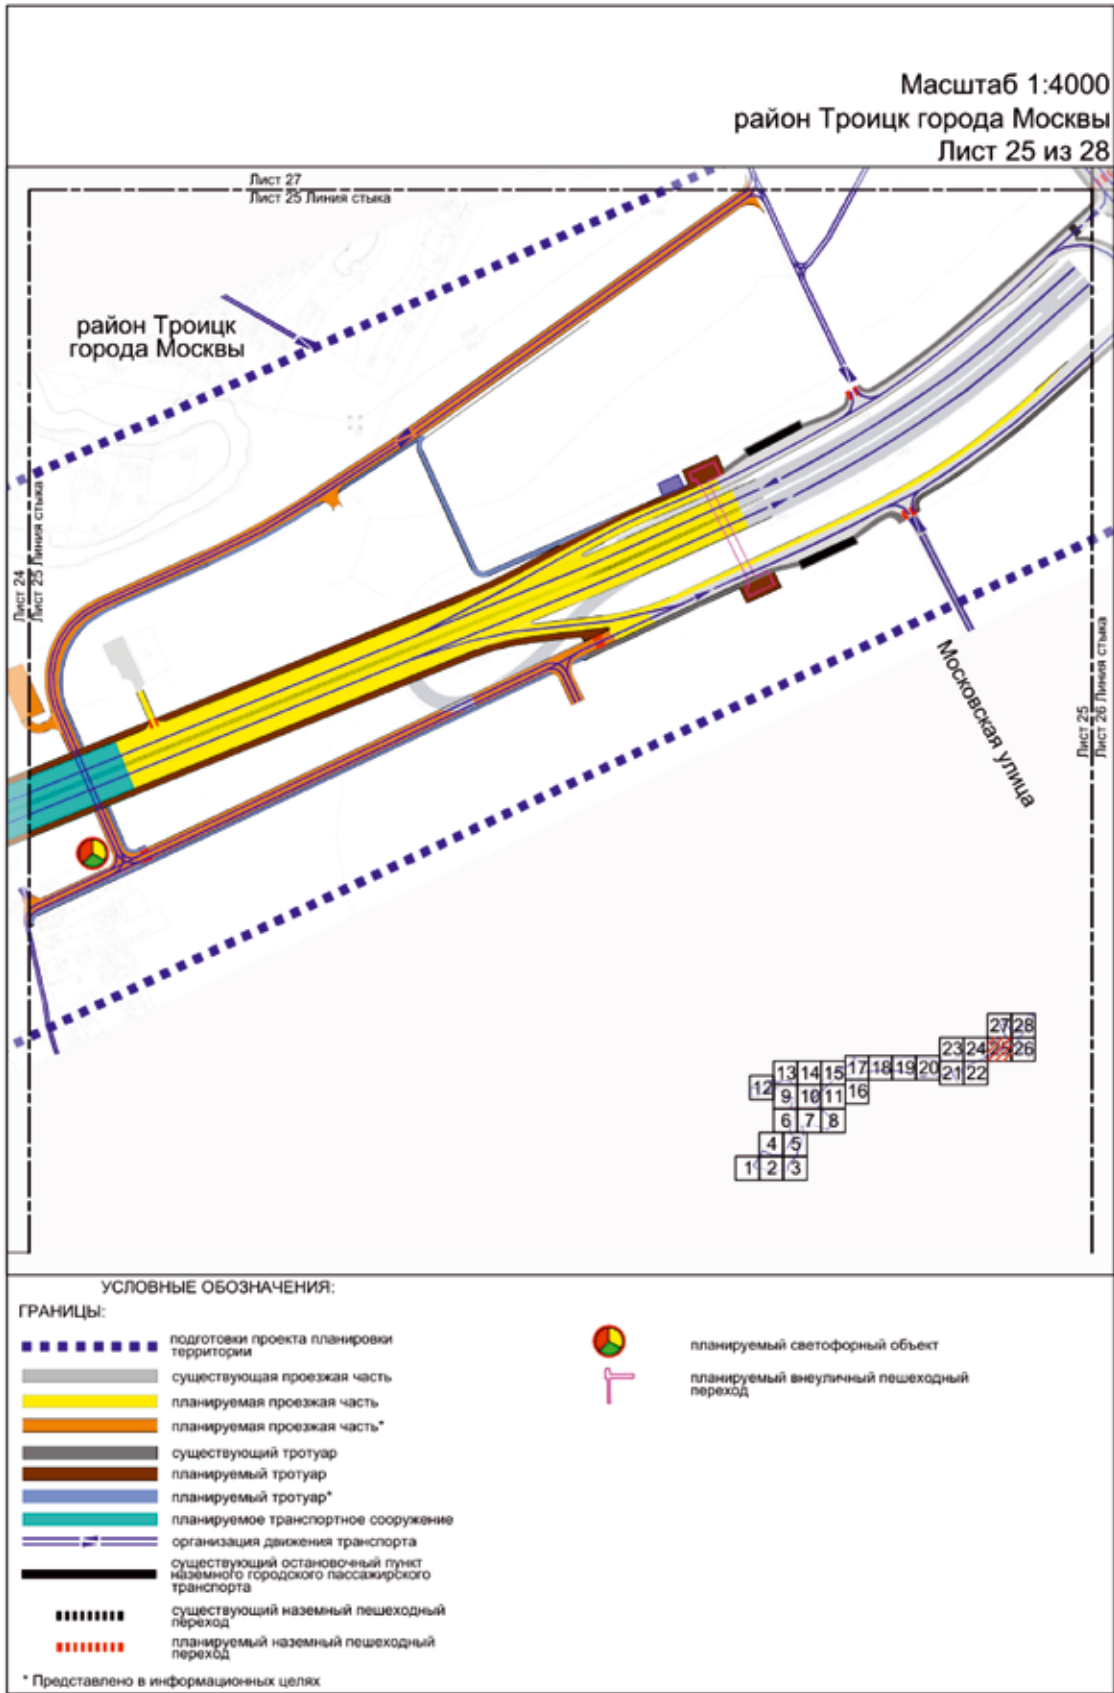 Масштаб 1:4000
район Троицк города Москвы
Лист 25 из 28
Лист 27
Лист 25 Линия стыка
район Троицк
города Москвы
Лист 24
Лист 25 Линия стыка
Московская улица
Лист 25
Лист 26 Линия стыка
27 28
23 24 25 26
13 14 15 17 18 19 20 21 22
12 9 10 11 16
6 7 8
4 5
1 2 3
УСЛОВНЫЕ ОБОЗНАЧЕНИЯ:
ГРАНИЦЫ:
подготовки проекта планировки
территории
существующая проезжая часть
планируемая проезжая часть
планируемая проезжая часть*
существующий тротуар
планируемый тротуар
планируемый тротуар*
планируемое транспортное сооружение
организация движения транспорта
существующий остановочный пункт
наземного городского пассажирского
транспорта
существующий наземный пешеходный
переход
планируемый наземный пешеходный
переход
* Представлено в информационных целях
планируемый светофорный объект
планируемый внеуличный пешеходный
переход